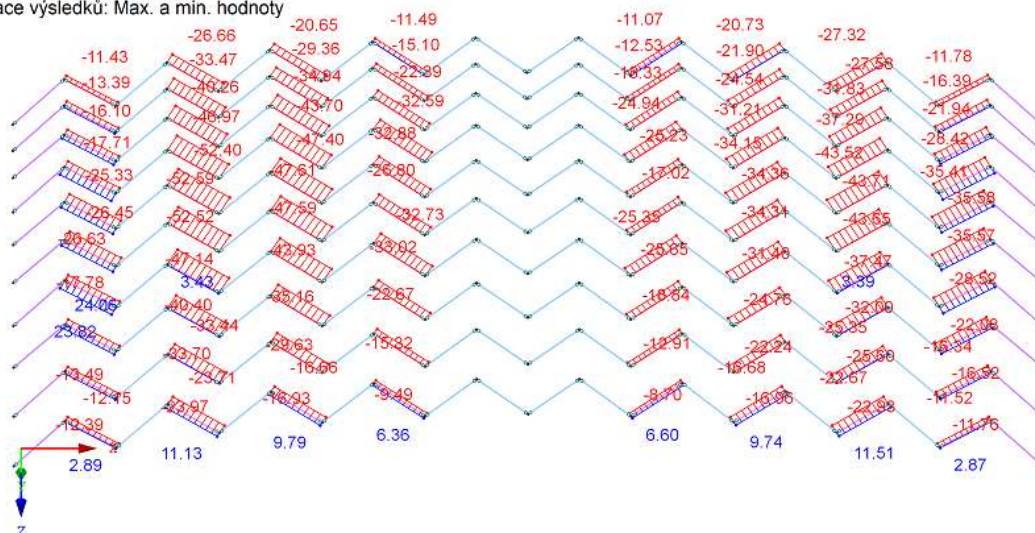 ace výsledků: Max. a min. hodnoty
-11.43 -26.66 -20.65 -11.49 -11.07 -20.73 -27.32 -11.78
-13.39 -33.47 -29.36 -15.10 -12.53 -21.90 -27.58 -16.39
-16.10 -40.26 -34.94 -22.39 -18.33 -24.54 -31.83 -21.94
-17.71 -46.97 -43.70 -32.59 -24.94 -31.21 -37.29 -28.42
-25.33 -52.40 -47.40 -32.88 -25.23 -34.15 -43.52 -35.41
-26.45 -52.59 -47.61 -26.80 -17.02 -34.36 -43.71 -35.58
-26.63 -52.52 -47.59 -32.73 -25.39 -34.34 -43.55 -35.57
-47.14 -42.93 -33.02 -25.65 -31.40 -37.47 -28.52
24.06 3.43 3.39
-40.40 -35.16 -22.67 -18.84 -24.75 -32.00 -22.08
23.82 -33.44 -29.63 -15.32 -12.91 -22.24 -25.35 -15.34
-13.49 -33.70 -16.66 -15.68 -25.60 -16.32
-12.75 -23.71 -16.93 -9.49 -8.70 -16.96 -22.67 -11.52
-12.39 -23.97 -22.93 -11.76
2.89 11.13 9.79 6.36 6.60 9.74 11.51 2.87
Z